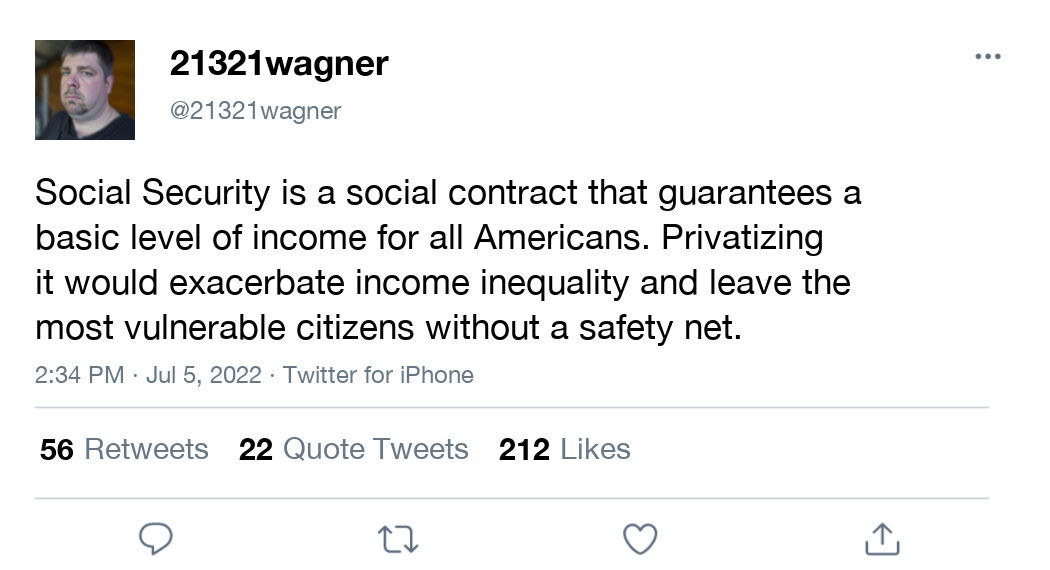 21321wagner
@21321wagner
Social Security is a social contract that guarantees a
basic level of income for all Americans. Privatizing
it would exacerbate income inequality and leave the
most vulnerable citizens without a safety net.
2:34 PM · Jul 5, 2022 · Twitter for iPhone
56 Retweets 22 Quote Tweets 212 Likes